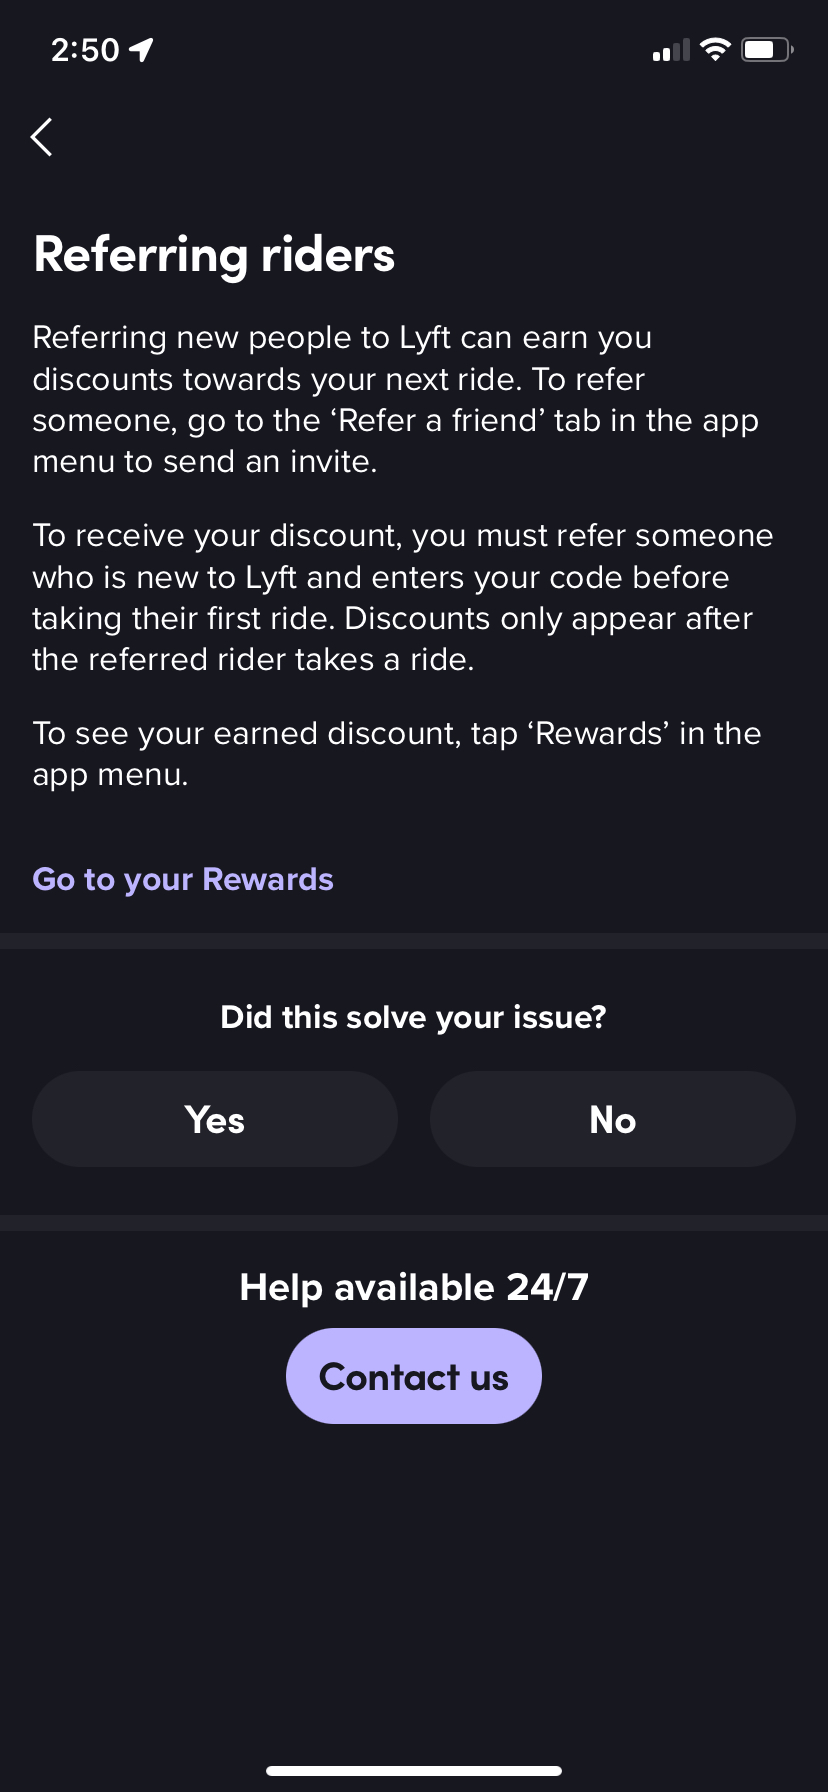 2:50
Referring riders
Referring new people to Lyft can earn you
discounts towards your next ride. To refer
someone, go to the ‘Refer a friend’ tab in the app
menu to send an invite.
To receive your discount, you must refer someone
who is new to Lyft and enters your code before
taking their first ride. Discounts only appear after
the referred rider takes a ride.
To see your earned discount, tap ‘Rewards’ in the
app menu.
Go to your Rewards
Did this solve your issue?
Yes No
Help available 24/7
Contact us